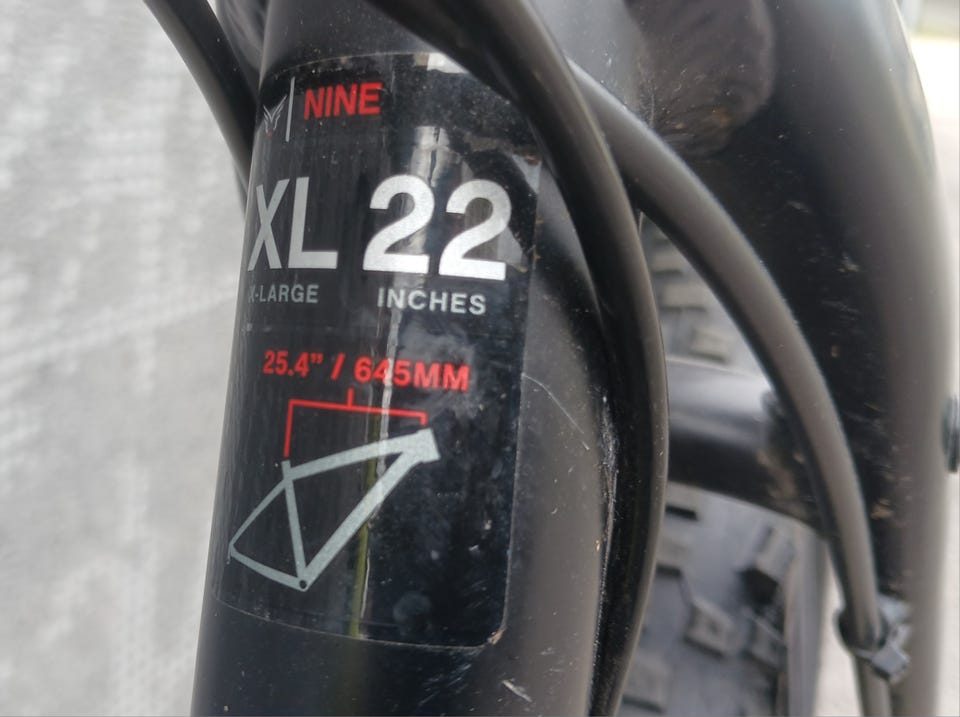 NINE
XL 22
X-LARGE INCHES
25.4” / 645MM